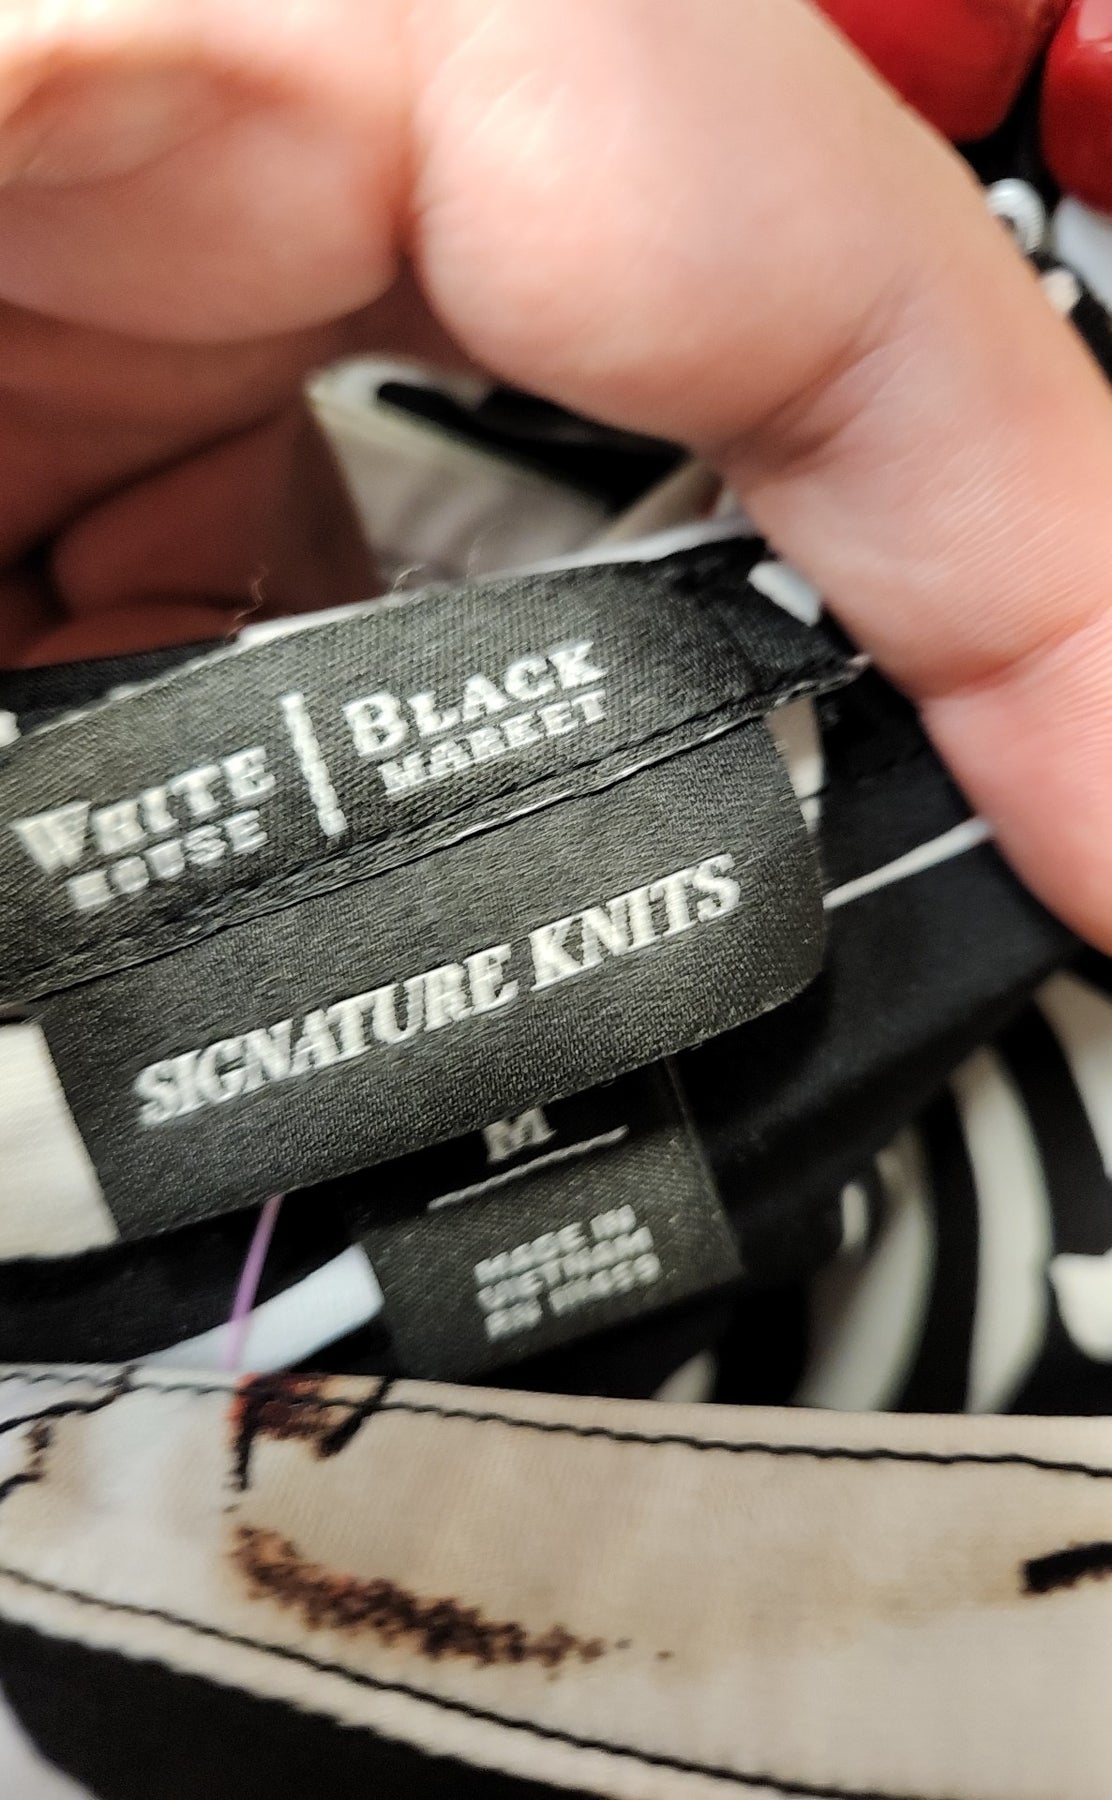 WHITE
HOUSE
BLACK
MARKET
SIGNATURE KNITS
M
MADE IN
VIETNAM